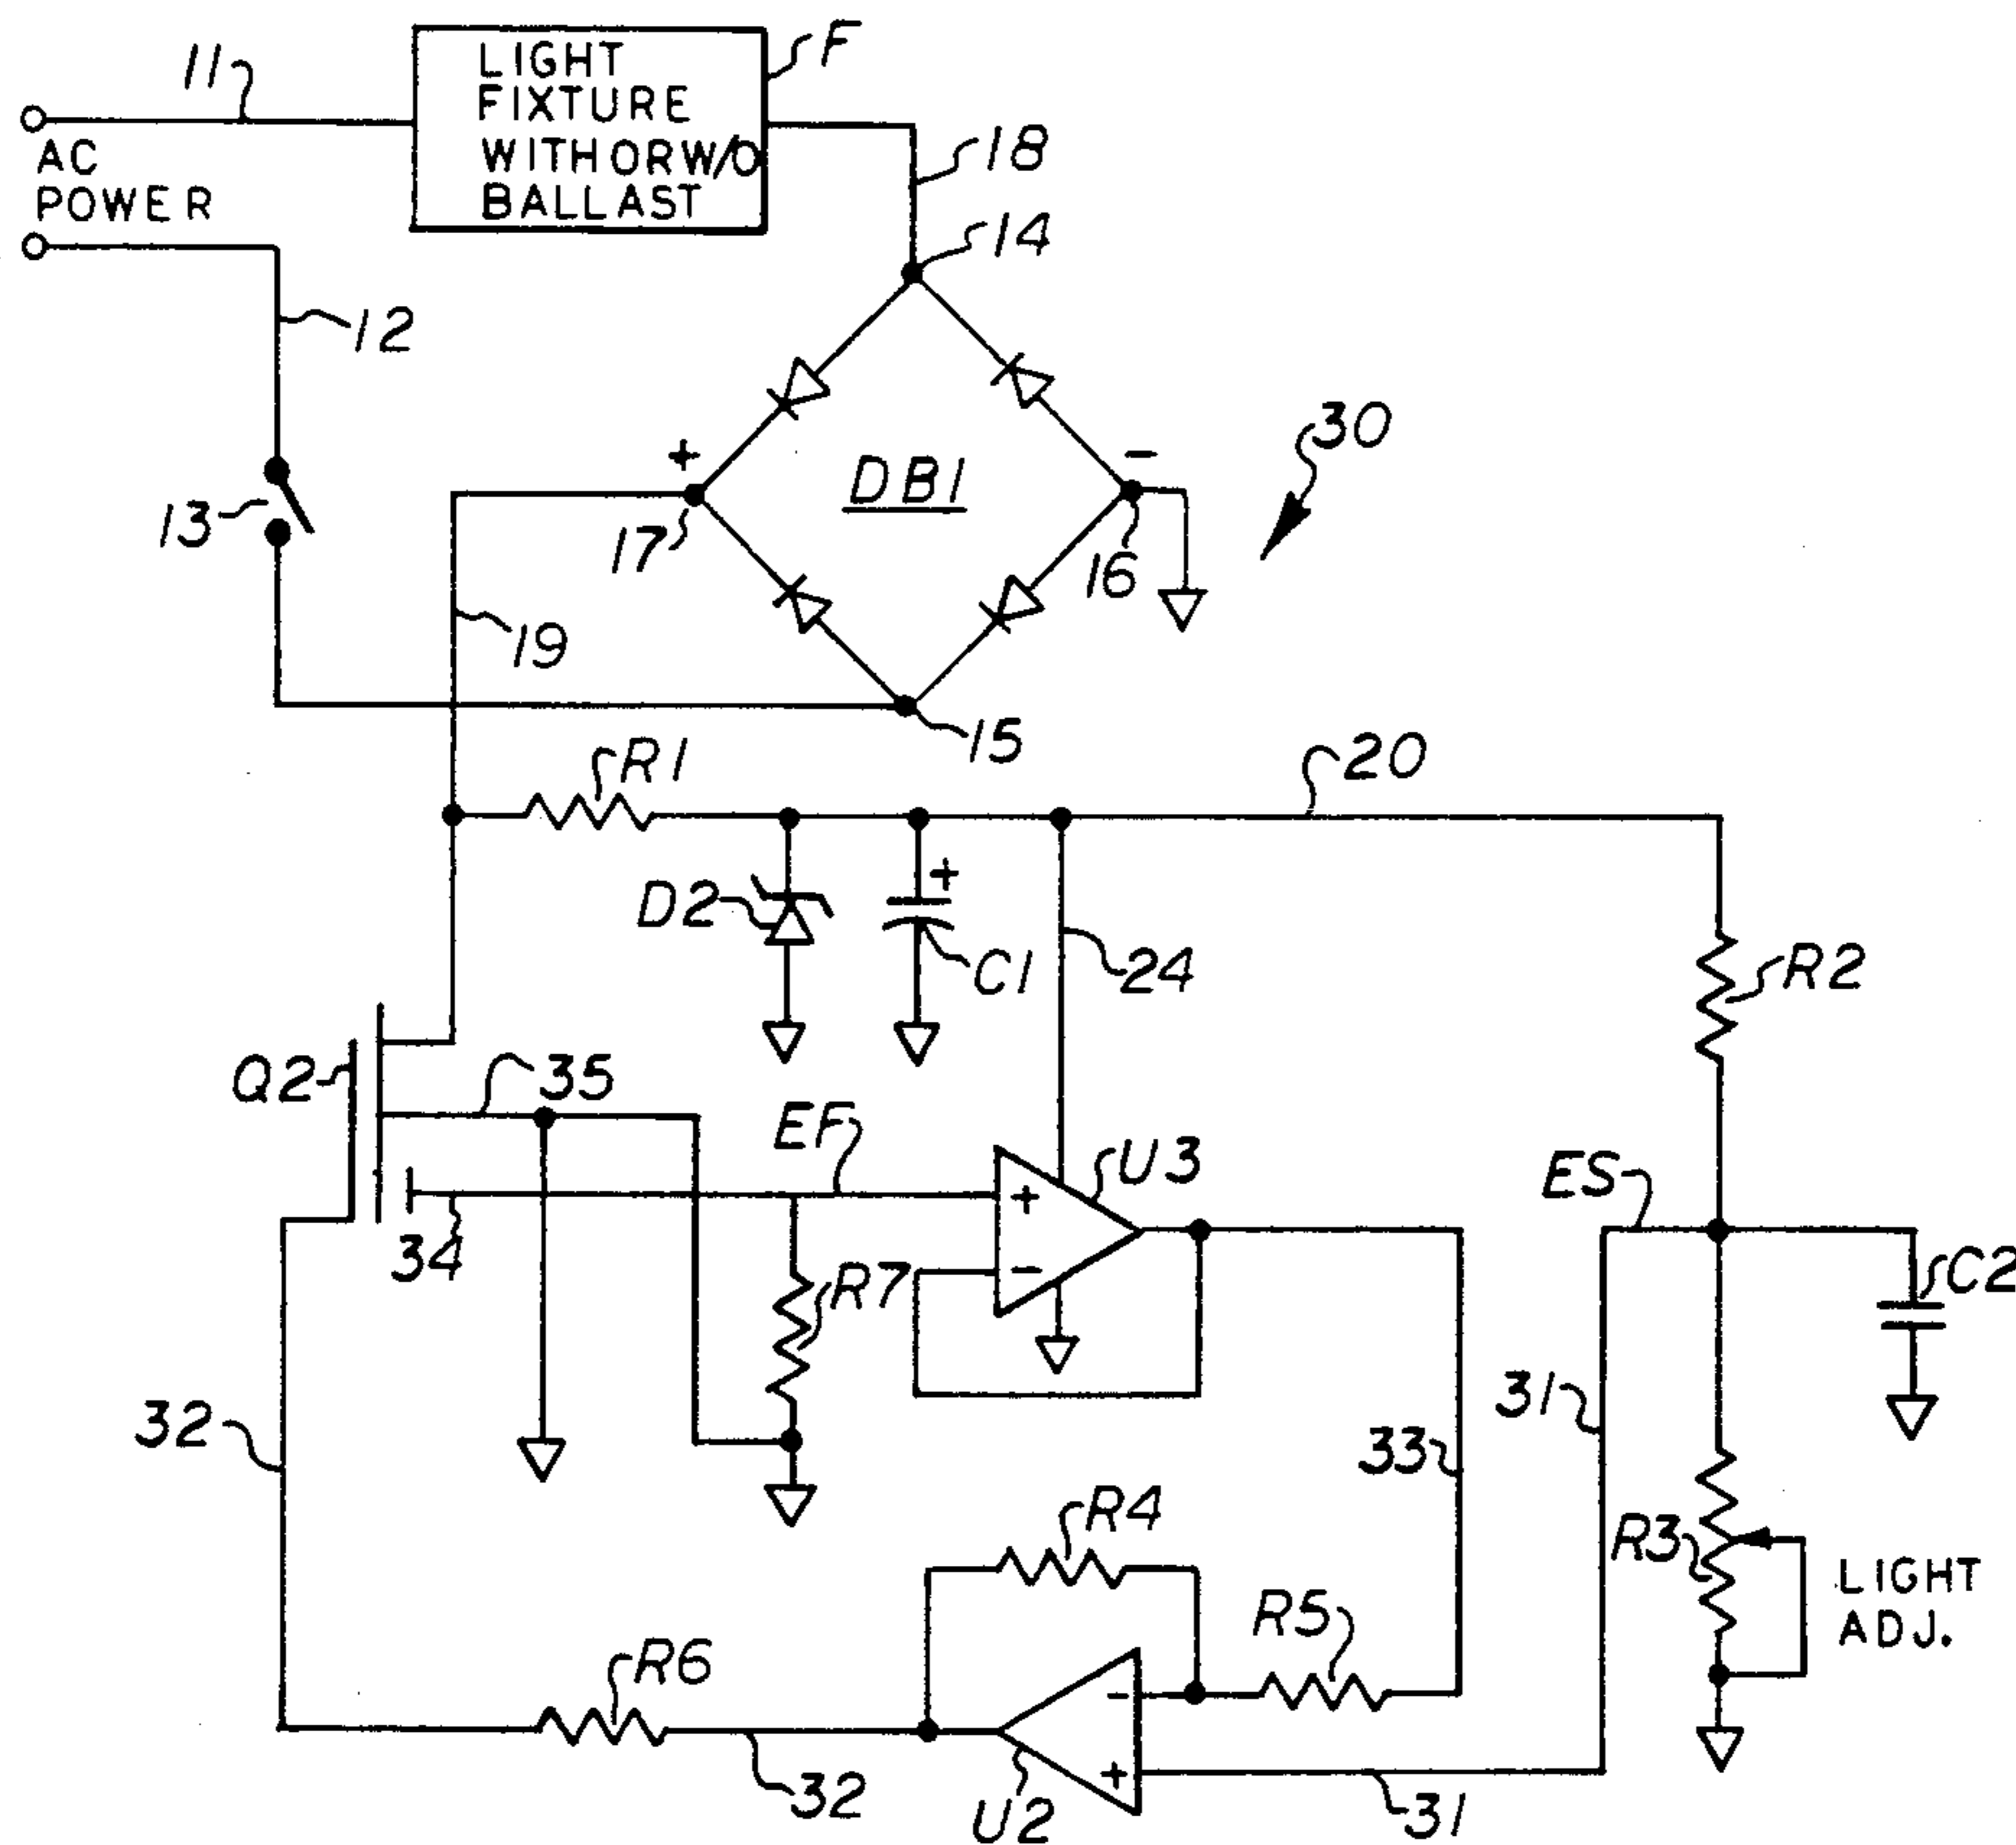 11
F
LIGHT
FIXTURE
WITHORW/O
BALLAST
AC
POWER
18
14
12
30
+
-
DB1
13
17
16
19
15
R1
20
D2
+
C1
24
R2
Q2
35
EF
U3
ES
+
34
-
R7
C2
32
31
33
R4
R3
LIGHT
ADJ.
R5
R6
-
+
32
U2
31